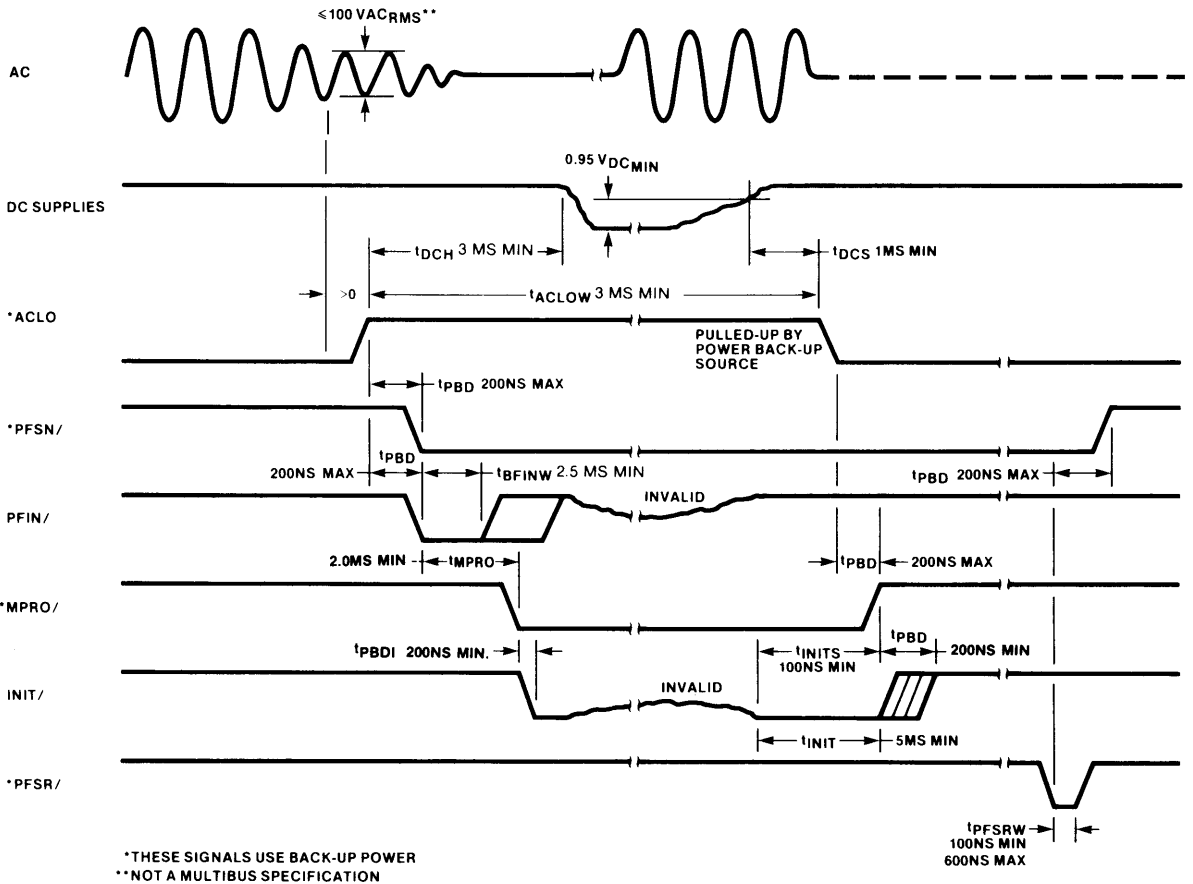 ≤100 VAC RMS**
AC
0.95 VDC MIN
DC SUPPLIES
tDCH 3 MS MIN
tDCS 1MS MIN
>0
tACLOW 3 MS MIN
*ACLO
PULLED-UP BY
POWER BACK-UP
SOURCE
tPBD 200NS MAX
*PFSN/
tPBD
200NS MAX
tBFINW 2.5 MS MIN
tPBD 200NS MAX
PFIN/
INVALID
2.0MS MIN
tMPRO
tPBD
200NS MAX
*MPRO/
tPBDI 200NS MIN.
tINITS
100NS MIN
tPBD
200NS MIN
INIT/
INVALID
tINIT
5MS MIN
*PFSR/
tPFSRW
100NS MIN
600NS MAX
*THESE SIGNALS USE BACK-UP POWER
**NOT A MULTIBUS SPECIFICATION